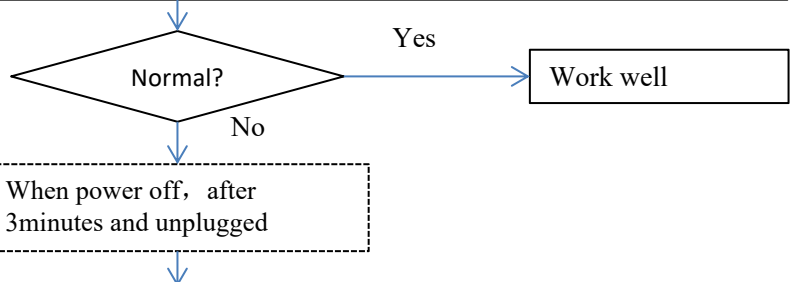 Yes
Normal?
Work well
No
When power off，after
3minutes and unplugged